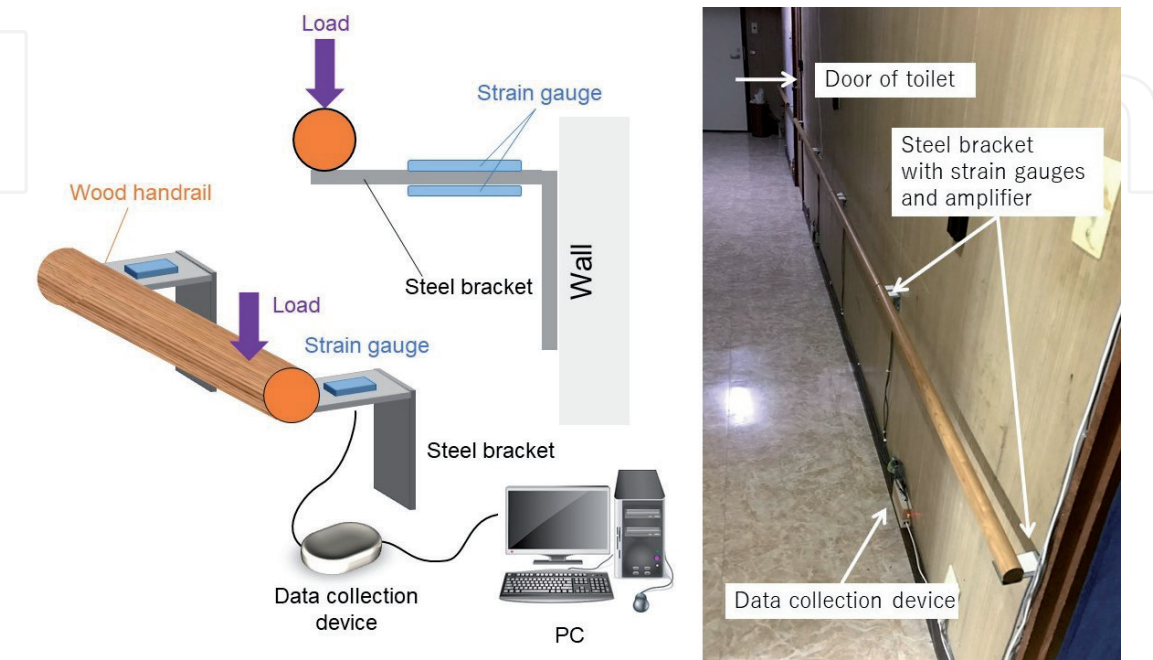 Load
Strain gauge
Wood handrail
Steel bracket
Wall
Load
Strain gauge
Steel bracket
Data collection
device
PC
Door of toilet
Steel bracket
with strain gauges
and amplifier
Data collection device